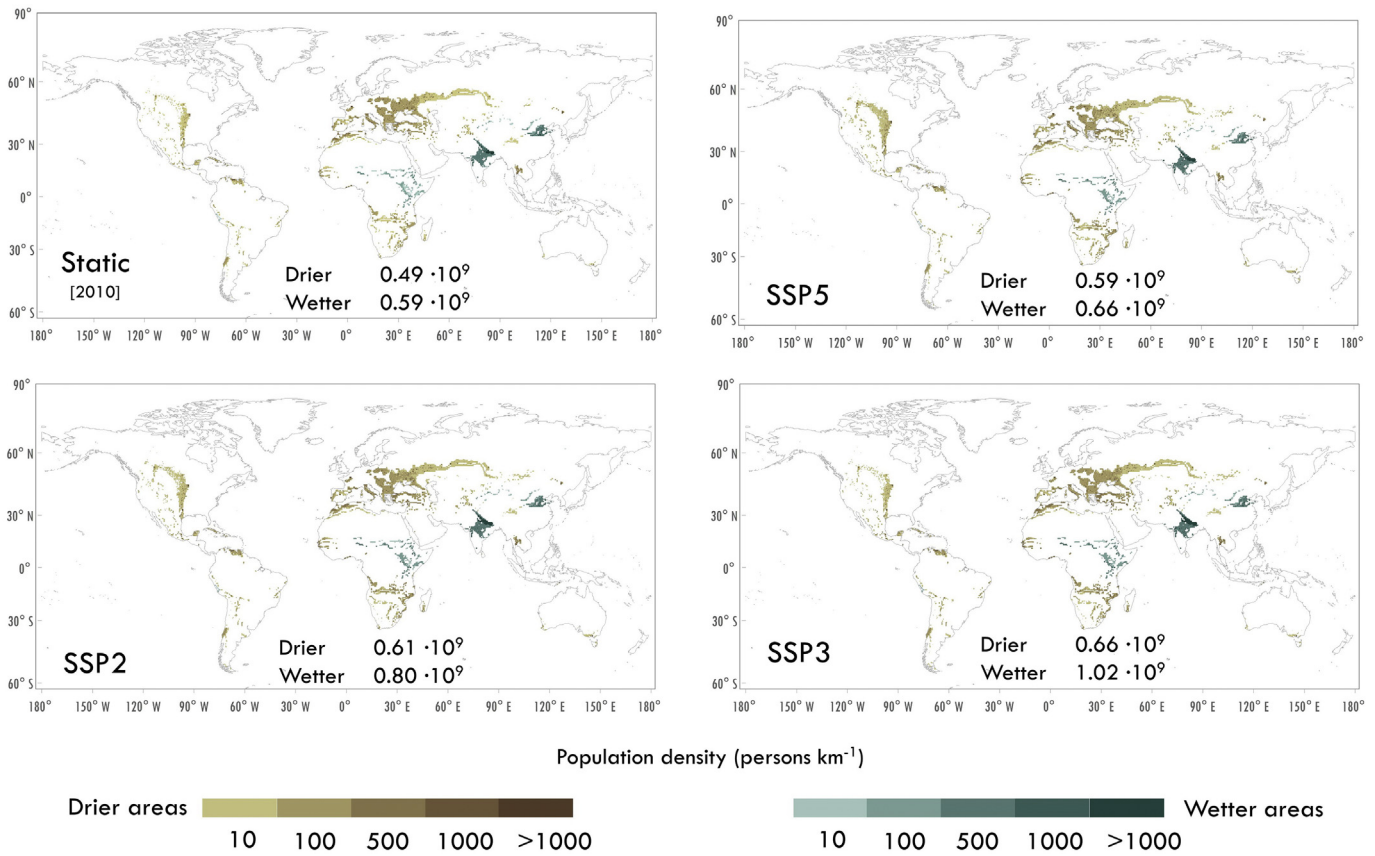 90°
60° N
30° N
0°
30° S
60° S
Static
[2010]
Drier 0.49 ·10⁹
Wetter 0.59 ·10⁹
180° 150° W 120° W 90° W 60° W 30° W 0° 30° E 60° E 90° E 120° E 150° E 180°
90°
60° N
30° N
0°
30° S
60° S
SSP5
Drier 0.59 ·10⁹
Wetter 0.66 ·10⁹
180° 150° W 120° W 90° W 60° W 30° W 0° 30° E 60° E 90° E 120° E 150° E 180°
90°
60° N
30° N
0°
30° S
60° S
SSP2
Drier 0.61 ·10⁹
Wetter 0.80 ·10⁹
180° 150° W 120° W 90° W 60° W 30° W 0° 30° E 60° E 90° E 120° E 150° E 180°
90°
60° N
30° N
0°
30° S
60° S
SSP3
Drier 0.66 ·10⁹
Wetter 1.02 ·10⁹
180° 150° W 120° W 90° W 60° W 30° W 0° 30° E 60° E 90° E 120° E 150° E 180°
Population density (persons km⁻¹)
Drier areas
10 100 500 1000 >1000
Wetter areas
10 100 500 1000 >1000